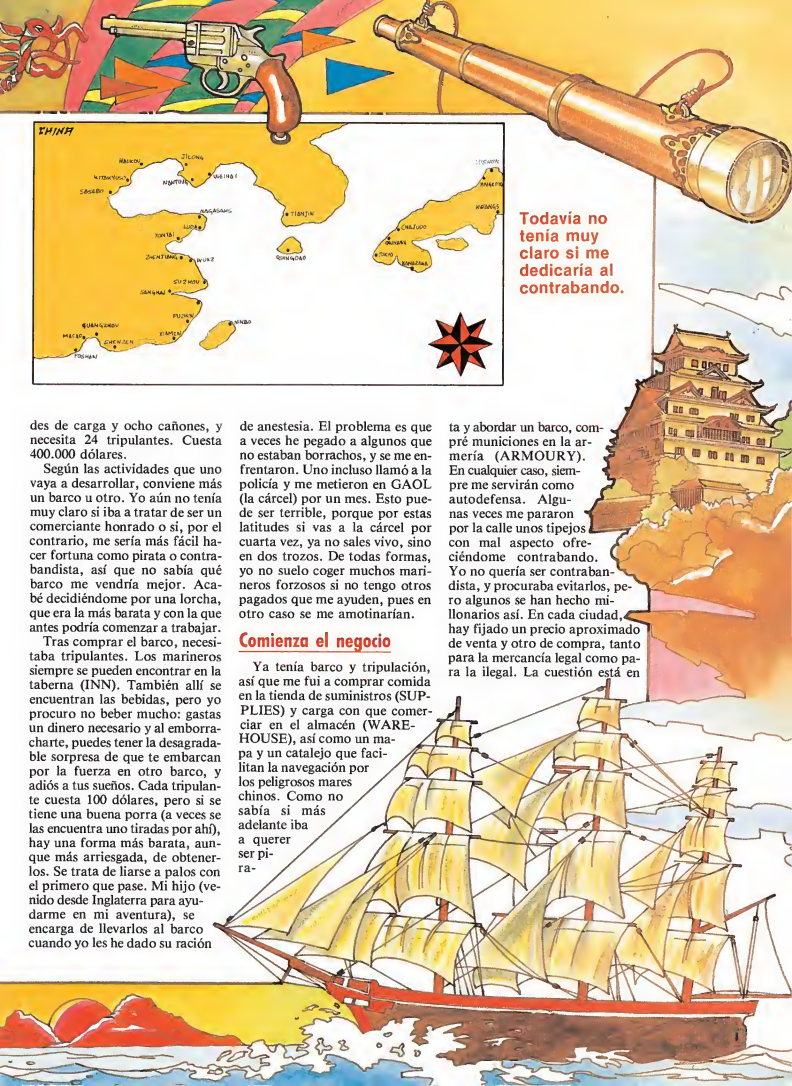 CHINA
HAIKOU
JILONG
KITAKYUSO
NANTONG
WEIHAI
SASEBO
NAGASAKS
LUDA
TIANJIN
YONTAI
ZHENJIANG
WUXZ
QUINGDAO
SUZHOU
SANGHAI
FUZHIN
NINBO
QUANGZHOU
XIAMEN
MACAO
SHENZEN
FOSHAN
CHAJUDO
TOKIO
KANAZAWA
Todavía no
tenía muy
claro si me
dedicaría al
contrabando.
des de carga y ocho cañones, y
necesita 24 tripulantes. Cuesta
400.000 dólares.
Según las actividades que uno
vaya a desarrollar, conviene más
un barco u otro. Yo aún no tenía
muy claro si iba a tratar de ser un
comerciante honrado o si, por el
contrario, me sería más fácil ha-
cer fortuna como pirata o contra-
bandista, así que no sabía qué
barco me vendría mejor. Aca-
bé decidiéndome por una lorcha,
que era la más barata y con la que
antes podría comenzar a trabajar.
Tras comprar el barco, necesi-
taba tripulantes. Los marineros
siempre se pueden encontrar en la
taberna (INN). También allí se
encuentran las bebidas, pero yo
procuro no beber mucho: gastas
un dinero necesario y al emborra-
charte, puedes tener la desagrada-
ble sorpresa de que te embarcan
por la fuerza en otro barco, y
adiós a tus sueños. Cada tripulan-
te cuesta 100 dólares, pero si se
tiene una buena porra (a veces se
las encuentra uno tiradas por ahí),
hay una forma más barata, aun-
que más arriesgada, de obtener-
los. Se trata de liarse a palos con
el primero que pase. Mi hijo (ve-
nido desde Inglaterra para ayu-
darme en mi aventura), se
encarga de llevarlos al barco
cuando yo les he dado su ración
de anestesia. El problema es que
a veces he pegado a algunos que
no estaban borrachos, y se me en-
frentaron. Uno incluso llamó a la
policía y me metieron en GAOL
(la cárcel) por un mes. Esto pue-
de ser terrible, porque por estas
latitudes si vas a la cárcel por
cuarta vez, ya no sales vivo, sino
en dos trozos. De todas formas,
yo no suelo coger muchos mari-
neros forzosos si no tengo otros
pagados que me ayuden, pues en
otro caso se me amotinarían.
Comienza el negocio
Ya tenía barco y tripulación,
así que me fui a comprar comida
en la tienda de suministros (SUP-
PLIES) y carga con que comer-
ciar en el almacén (WARE-
HOUSE), así como un ma-
pa y un catalejo que faci-
litan la navegación por
los peligrosos mares
chinos. Como no
sabía si más
adelante iba
a querer
ser pi-
ra-
ta y abordar un barco, com-
pré municiones en la ar-
mería (ARMOURY).
En cualquier caso, siem-
pre me servirán como
autodefensa. Algu-
nas veces me pararon
por la calle unos tipejos
con mal aspecto ofre-
ciéndome contrabando.
Yo no quería ser contraban-
dista, y procuraba evitarlos, pe-
ro algunos se han hecho mi-
llonarios así. En cada ciudad,
hay fijado un precio aproximado
de venta y otro de compra, tanto
para la mercancía legal como pa-
ra la ilegal. La cuestión está en